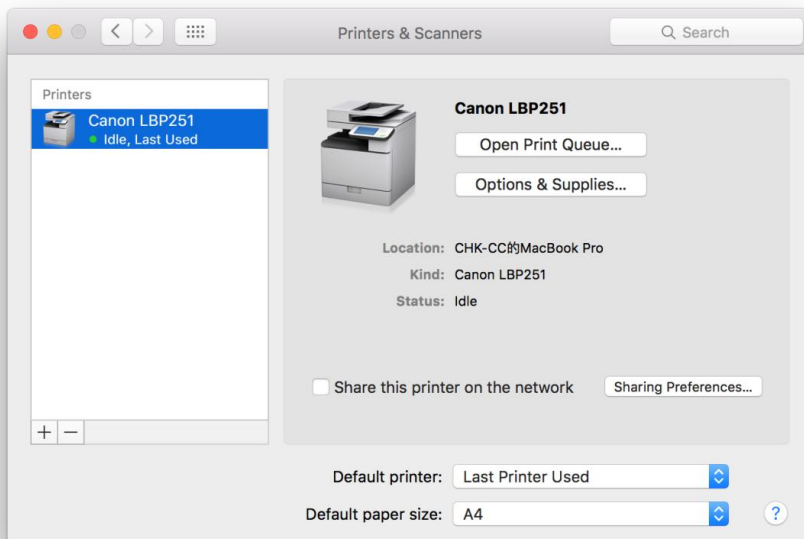 Printers & Scanners
Search
Printers
Canon LBP251
Idle, Last Used
Canon LBP251
Open Print Queue...
Options & Supplies...
Location: CHK-CC的MacBook Pro
Kind: Canon LBP251
Status: Idle
Share this printer on the network
Sharing Preferences...
+ −
Default printer: Last Printer Used
Default paper size: A4
?